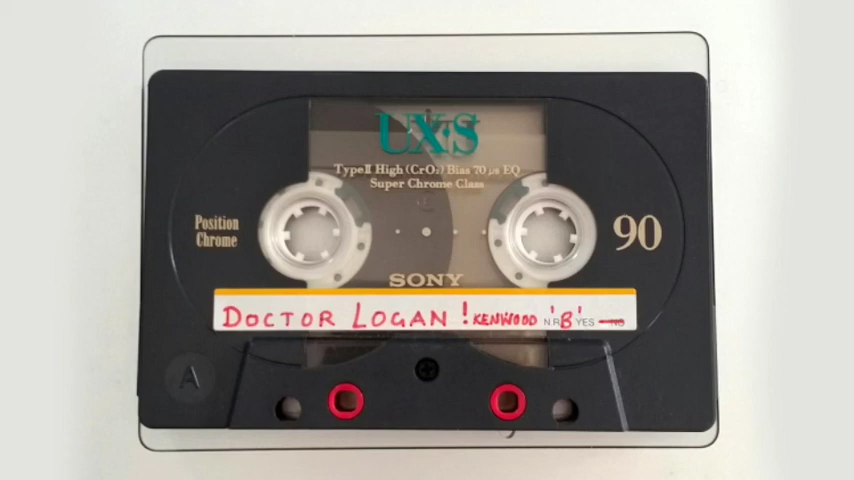 UX·S
Type II High (CrO₂) Bias 70 μs EQ
Super Chrome Class
Position
Chrome
90
SONY
DOCTOR LOGAN ! KENWOOD N.R 'B' YES NO
A